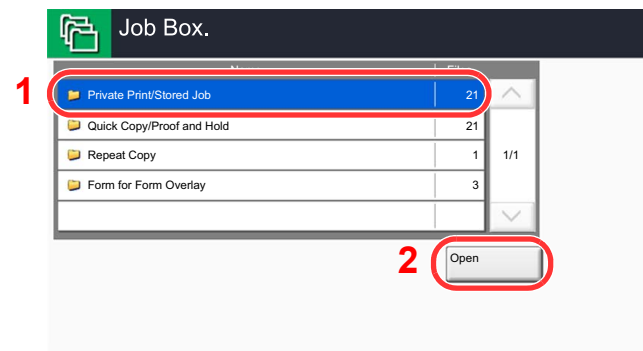 Job Box.
1
Private Print/Stored Job 21
Quick Copy/Proof and Hold 21
Repeat Copy 1 1/1
Form for Form Overlay 3
2
Open